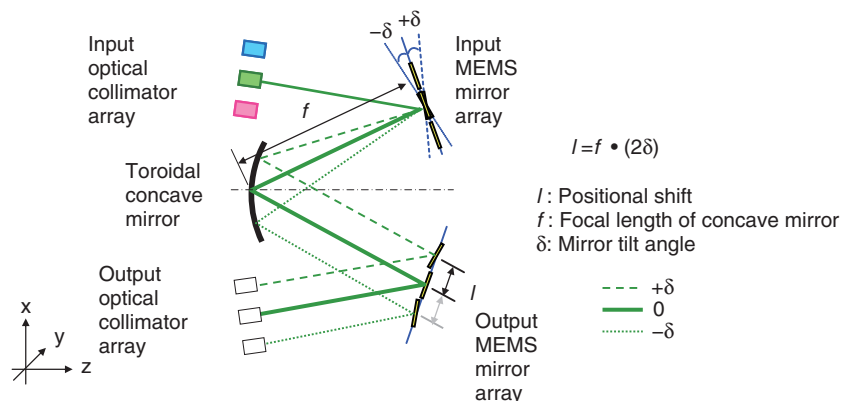 Input
optical
collimator
array
−δ
+δ
Input
MEMS
mirror
array
f
Toroidal
concave
mirror
l = f • (2δ)
l : Positional shift
f : Focal length of concave mirror
δ: Mirror tilt angle
+δ
0
−δ
Output
optical
collimator
array
l
Output
MEMS
mirror
array
x
y
z